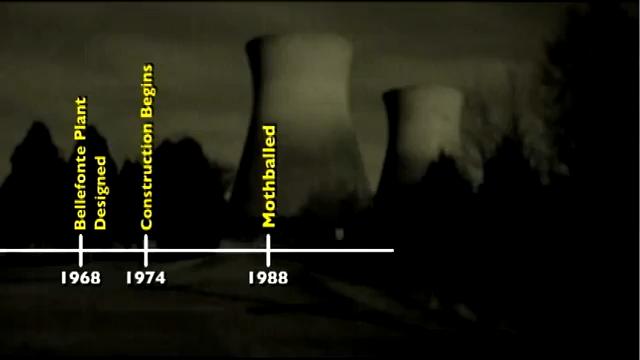 Bellefonte Plant
Designed
Construction Begins
Mothballed
1968
1974
1988